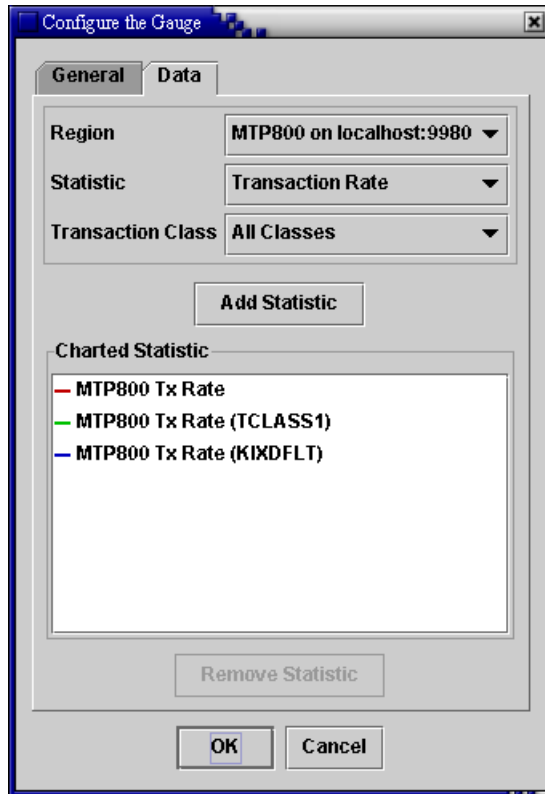 Configure the Gauge
General Data
Region MTP800 on localhost:9980
Statistic Transaction Rate
Transaction Class All Classes
Add Statistic
Charted Statistic
MTP800 Tx Rate
MTP800 Tx Rate (TCLASS1)
MTP800 Tx Rate (KIXDFLT)
Remove Statistic
OK Cancel